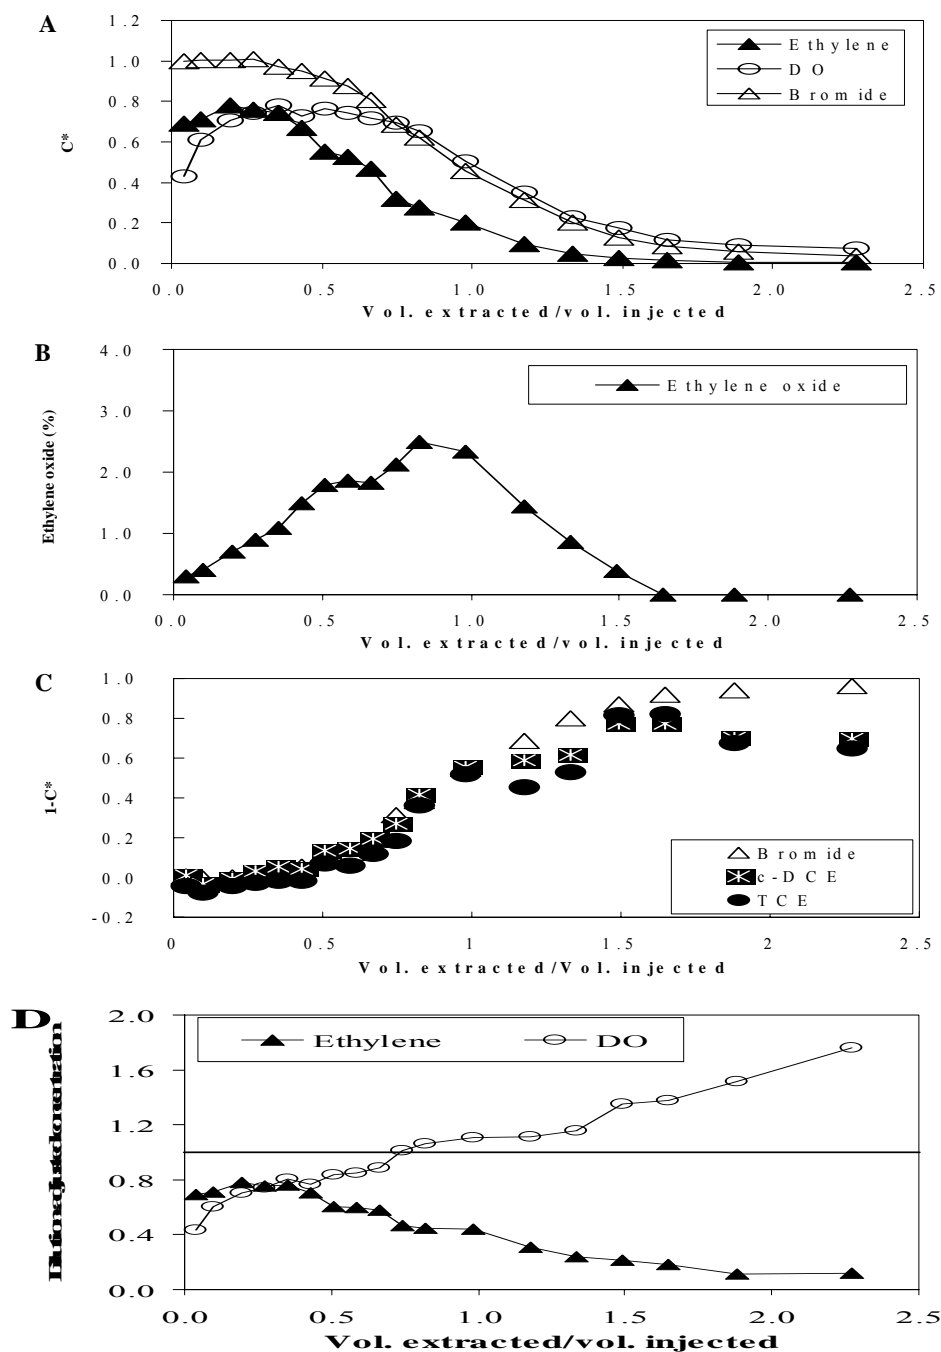 A
1.2
1.0
0.8
0.6
0.4
0.2
0.0
C*
Ethylene
DO
Bromide
0.0 0.5 1.0 1.5 2.0 2.5
Vol. extracted/vol. injected
B
4.0
3.0
2.0
1.0
0.0
Ethylene oxide (%)
Ethylene oxide
0.0 0.5 1.0 1.5 2.0 2.5
Vol. extracted/vol. injected
C
1.0
0.8
0.6
0.4
0.2
0.0
-0.2
1-C*
Bromide
c-DCE
TCE
0 0.5 1 1.5 2 2.5
Vol. extracted/Vol. injected
D
2.0
1.6
1.2
0.8
0.4
0.0
Ethylene
DO
0.0 0.5 1.0 1.5 2.0 2.5
Vol. extracted/vol. injected